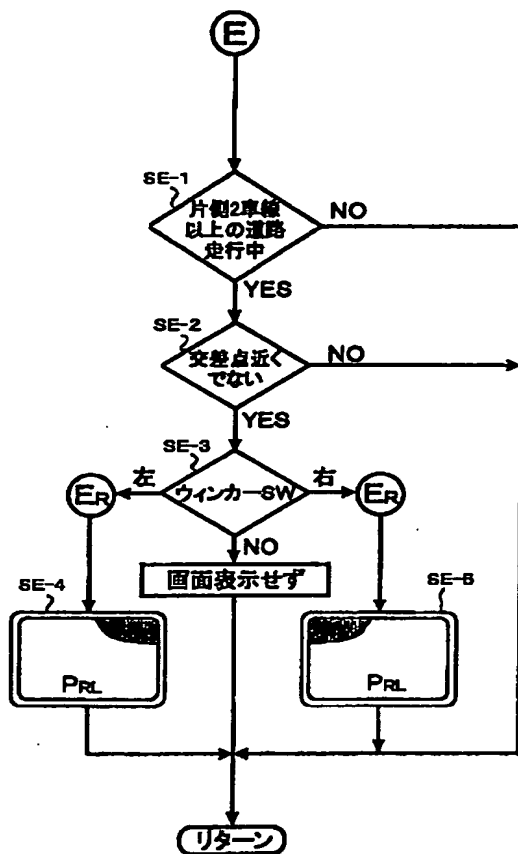 E
SE-1
片側2車線
以上の道路
走行中
NO
YES
SE-2
交差点近く
でない
NO
YES
SE-3
左
ウィンカーSW
右
ER
ER
NO
画面表示せず
SE-4
SE-5
PRL
PRL
リターン